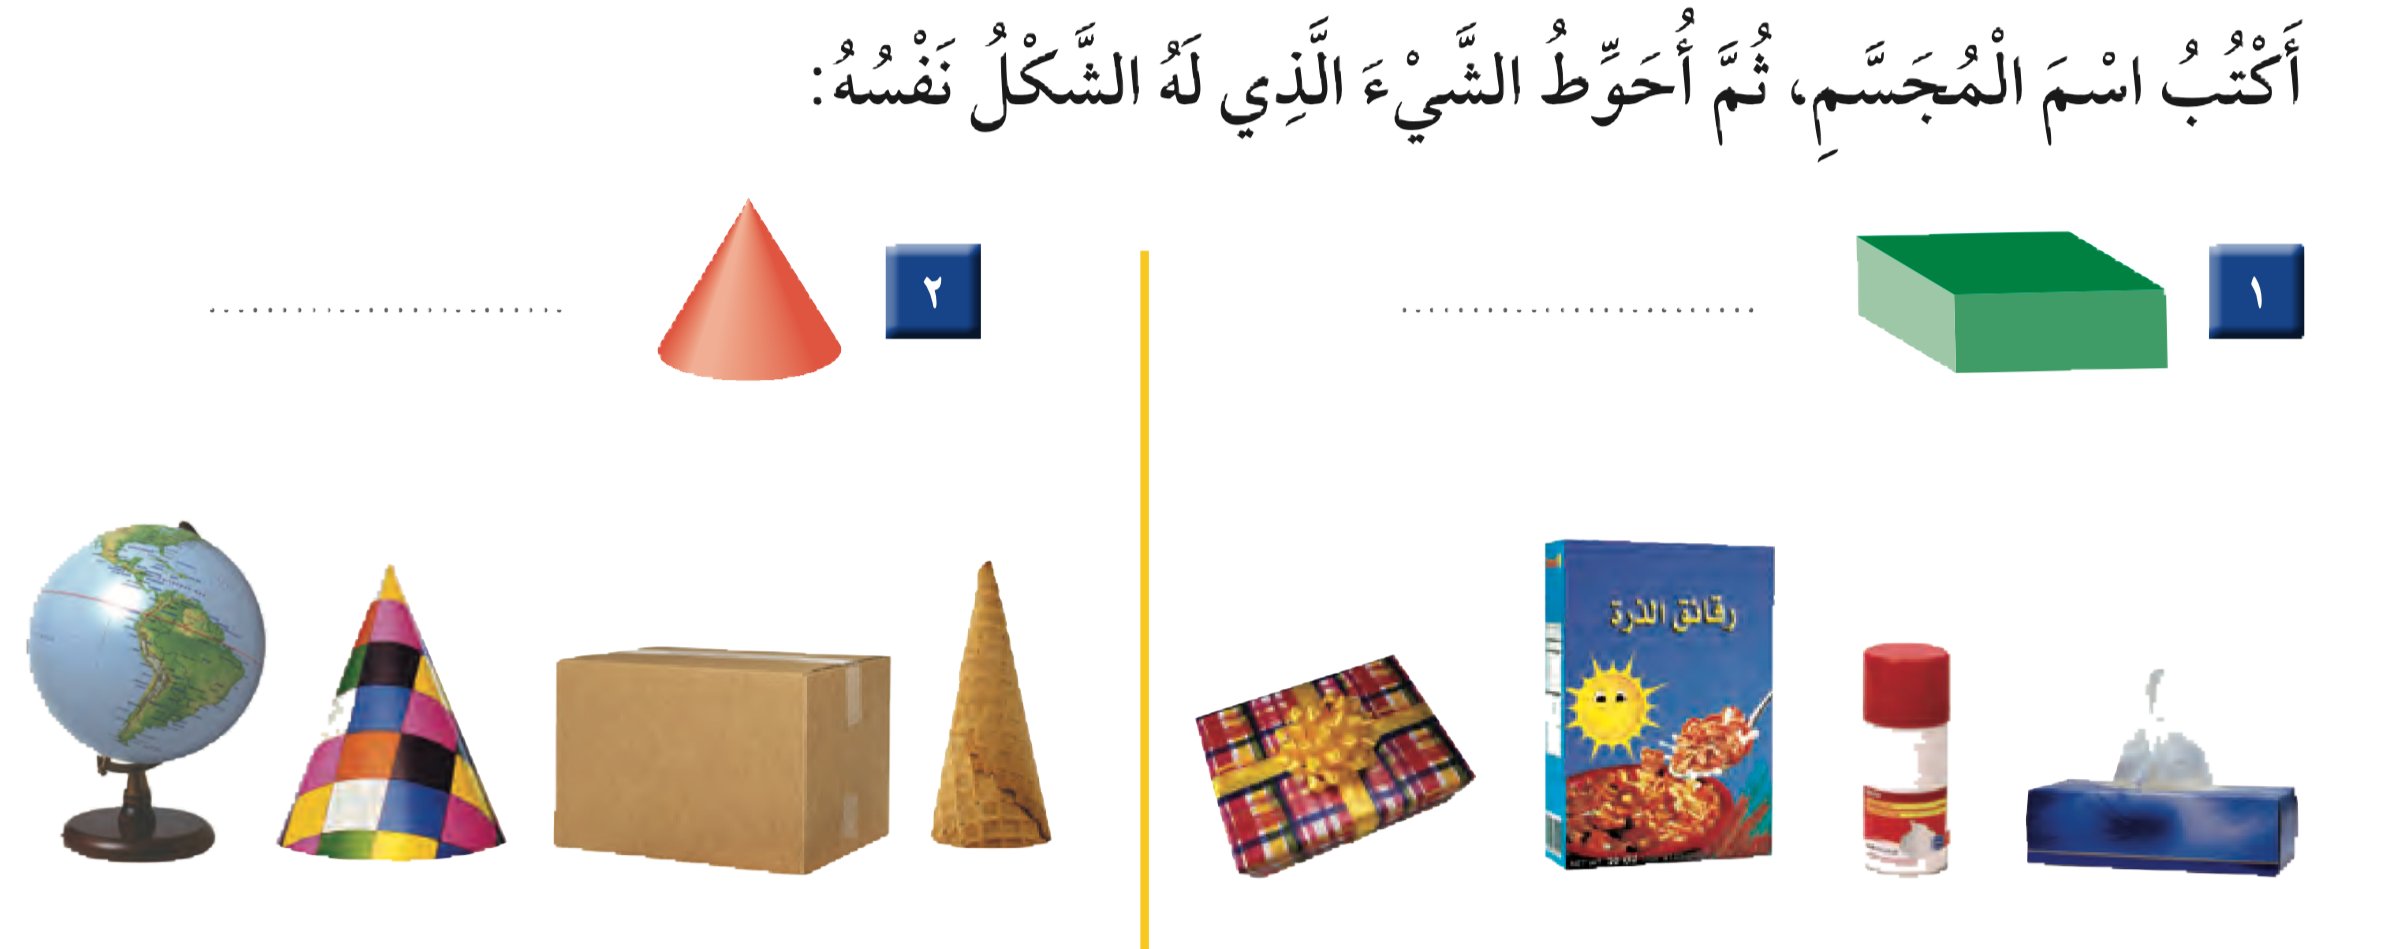 أَكْتُبُ اسْمَ الْمُجَسَّمِ، ثُمَّ أُحَوِّطُ الشَّيْءَ الَّذِي لَهُ الشَّكْلُ نَفْسُهُ:
١
٢
رقائق الذرة